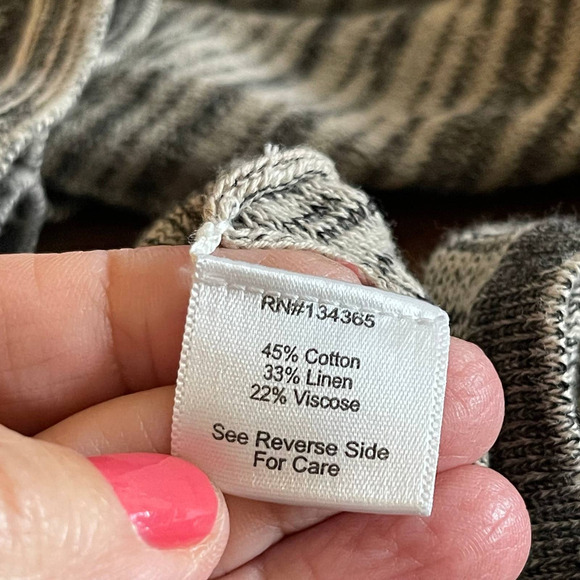 RN#134365
45% Cotton
33% Linen
22% Viscose
See Reverse Side
For Care